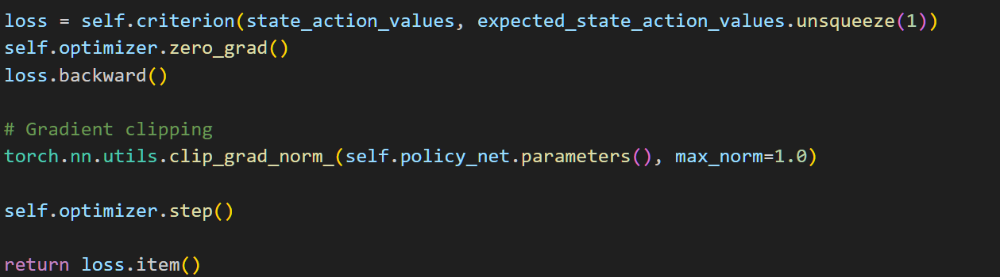 loss = self.criterion(state_action_values, expected_state_action_values.unsqueeze(1))
self.optimizer.zero_grad()
loss.backward()
# Gradient clipping
torch.nn.utils.clip_grad_norm_(self.policy_net.parameters(), max_norm=1.0)
self.optimizer.step()
return loss.item()